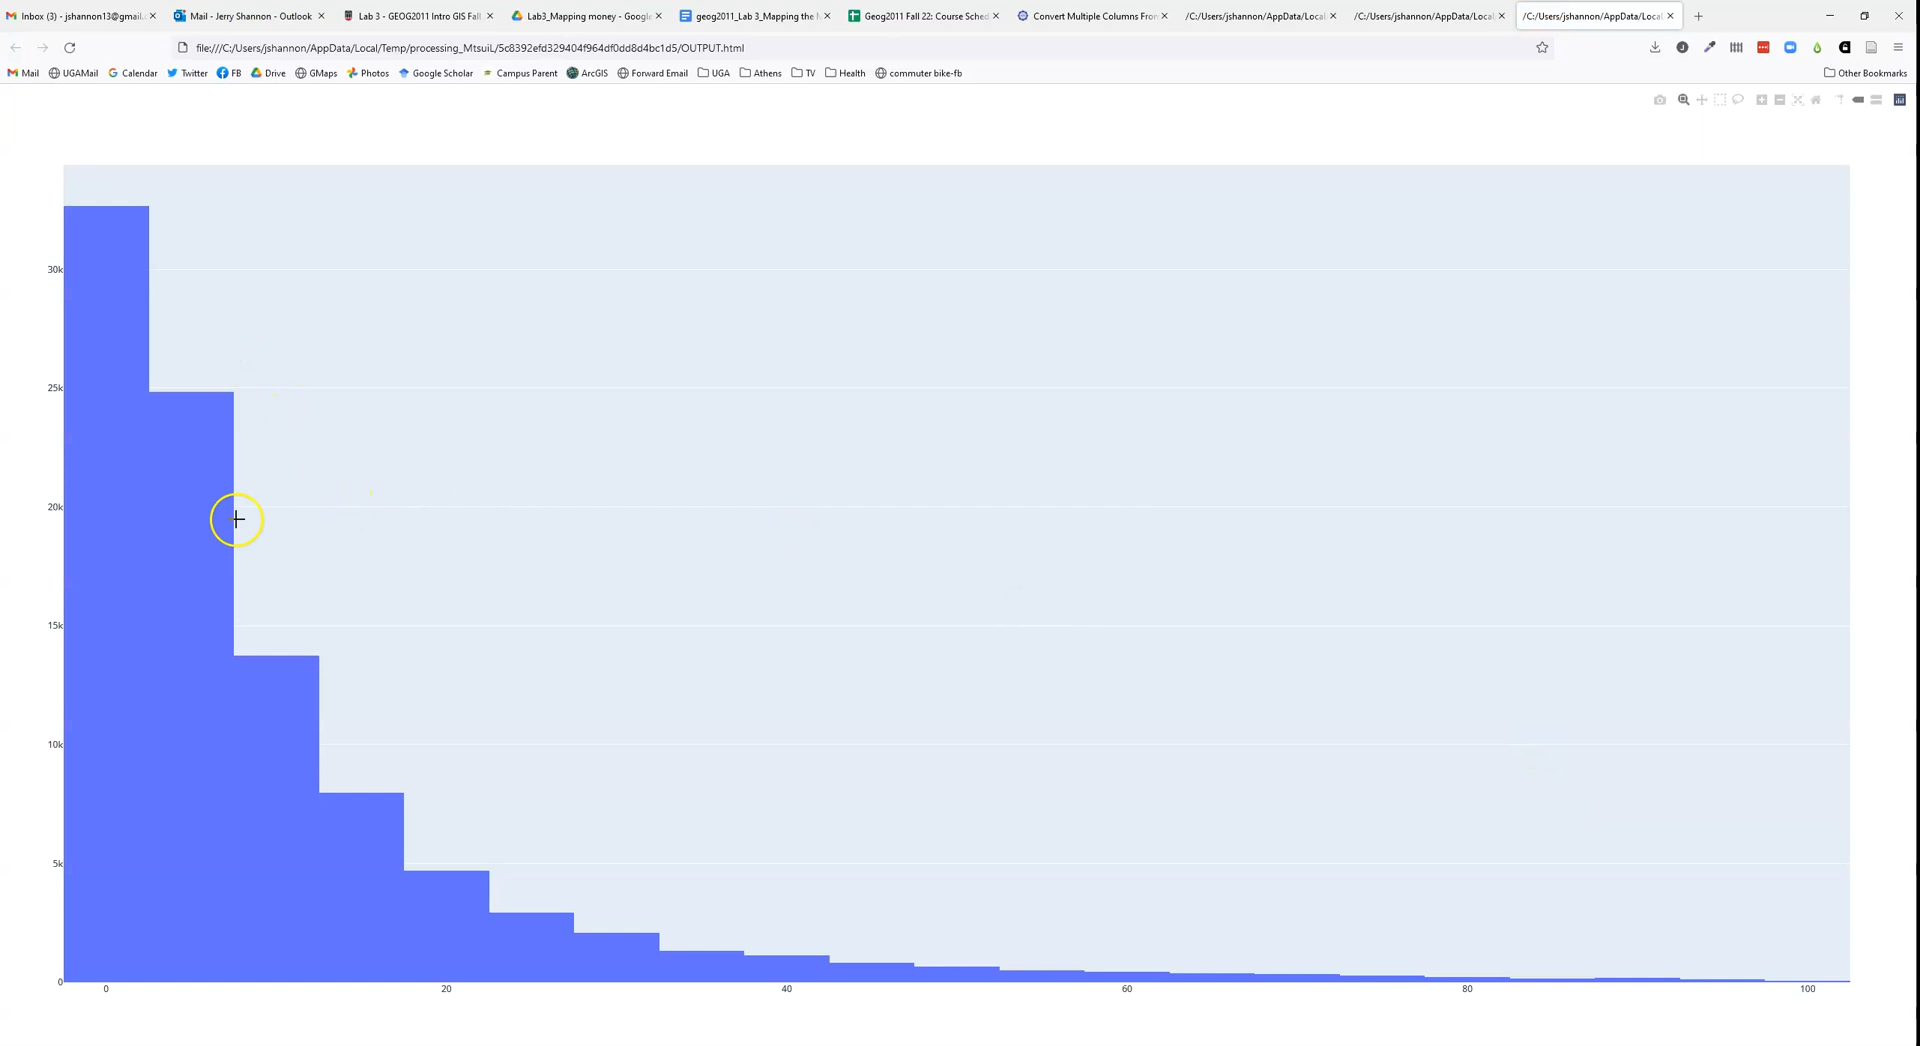 Inbox (3) - jshannon13@gmail. Mail - Jerry Shannon - Outlook Lab 3 - GEOG2011 Intro GIS Fall Lab3_Mapping money - Google geog2011_Lab 3_Mapping the Geog2011 Fall 22: Course Sched Convert Multiple Columns From /C:/Users/jshannon/AppData/Local /C:/Users/jshannon/AppData/Local /C:/Users/jshannon/AppData/Local
file:///C:/Users/jshannon/AppData/Local/Temp/processing_MtsuiL/5c8392efd329404f964df0dd8d4bc1d5/OUTPUT.html
Mail UGAMail Calendar Twitter FB Drive GMaps Photos Google Scholar Campus Parent ArcGIS Forward Email UGA Athens TV Health commuter bike-fb Other Bookmarks
30k
25k
20k
15k
10k
5k
0
0 20 40 60 80 100